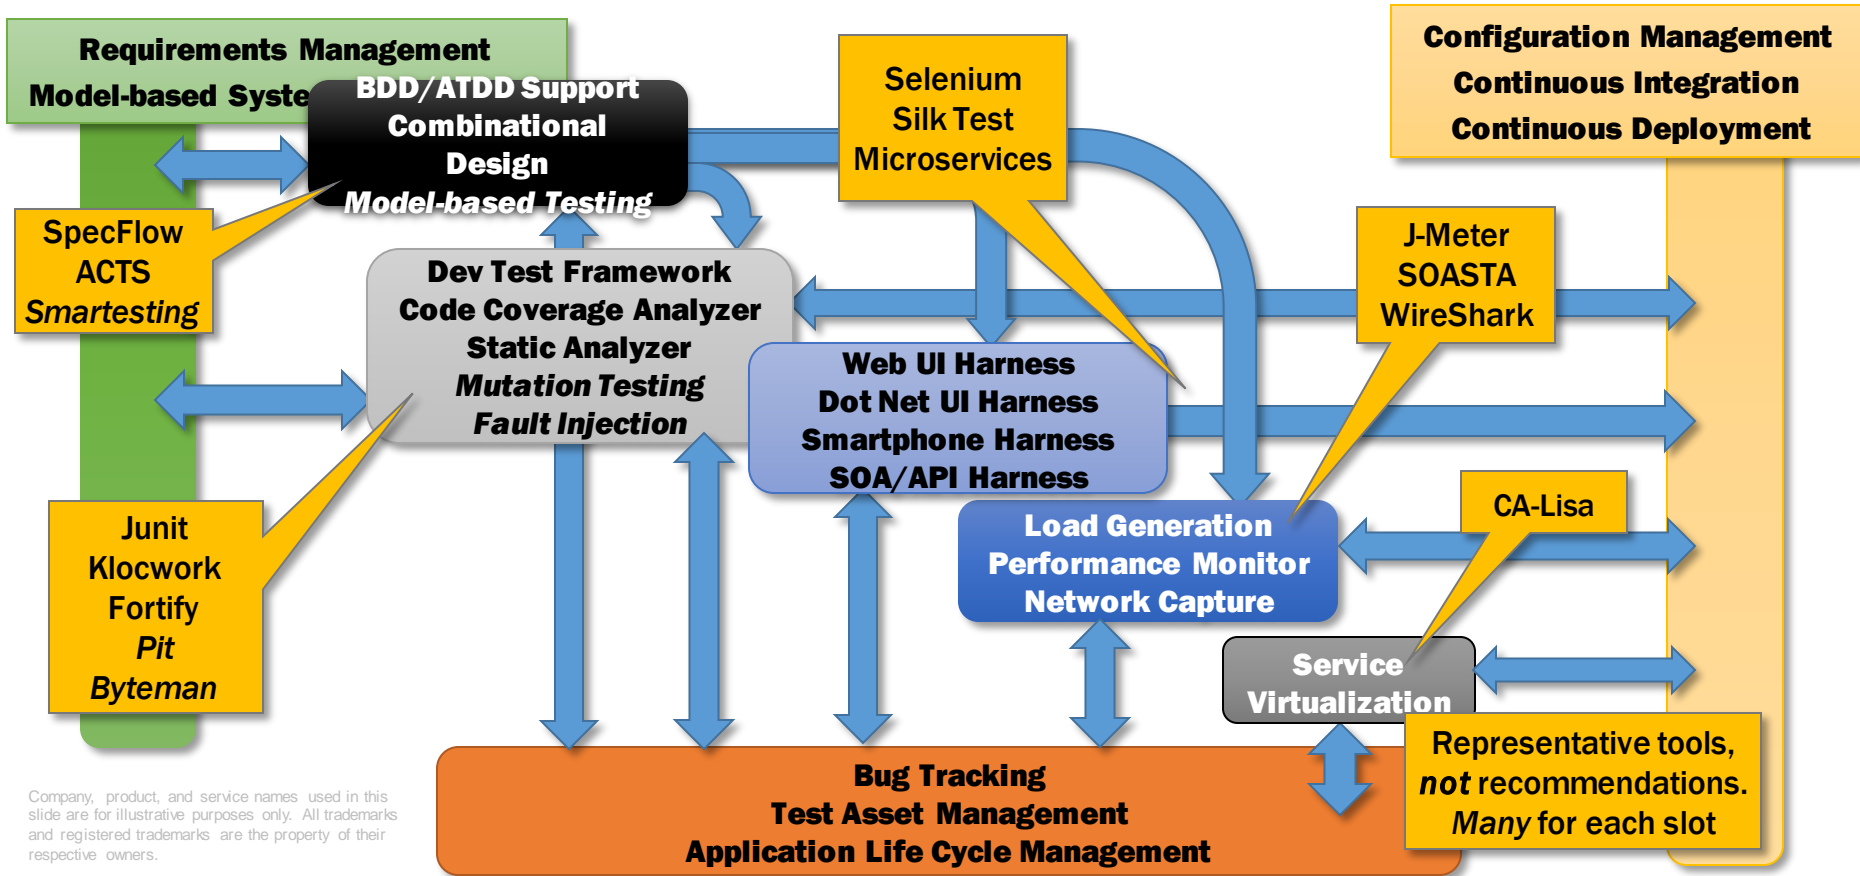 Requirements Management
Model-based Syste
BDD/ATDD Support
Combinational
Design
Model-based Testing
Selenium
Silk Test
Microservices
Configuration Management
Continuous Integration
Continuous Deployment
SpecFlow
ACTS
Smartesting
Dev Test Framework
Code Coverage Analyzer
Static Analyzer
Mutation Testing
Fault Injection
J-Meter
SOASTA
WireShark
Web UI Harness
Dot Net UI Harness
Smartphone Harness
SOA/API Harness
Junit
Klocwork
Fortify
Pit
Byteman
Load Generation
Performance Monitor
Network Capture
CA-Lisa
Service
Virtualization
Bug Tracking
Test Asset Management
Application Life Cycle Management
Representative tools,
not recommendations.
Many for each slot
Company, product, and service names used in this
slide are for illustrative purposes only. All trademarks
and registered trademarks are the property of their
respective owners.